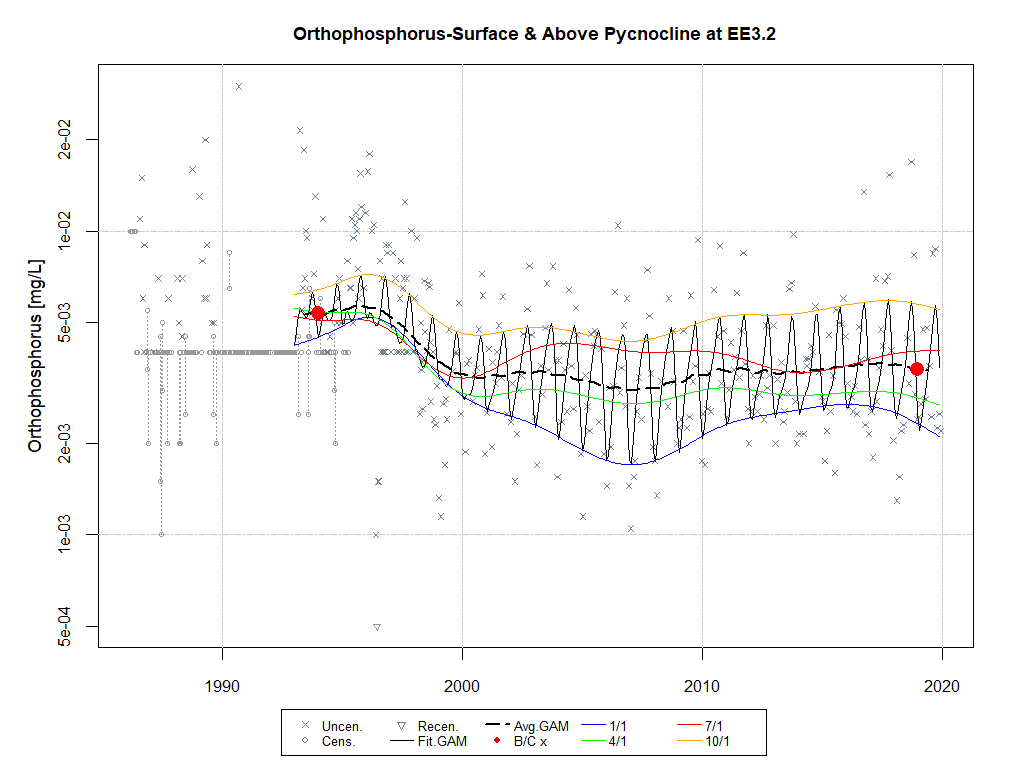 Orthophosphorus-Surface & Above Pycnocline at EE3.2
Orthophosphorus [mg/L]
2e-02
1e-02
5e-03
2e-03
1e-03
5e-04
1990 2000 2010 2020
Uncen. Recen. Avg.GAM 1/1 7/1
Cens. Fit.GAM B/C x 4/1 10/1